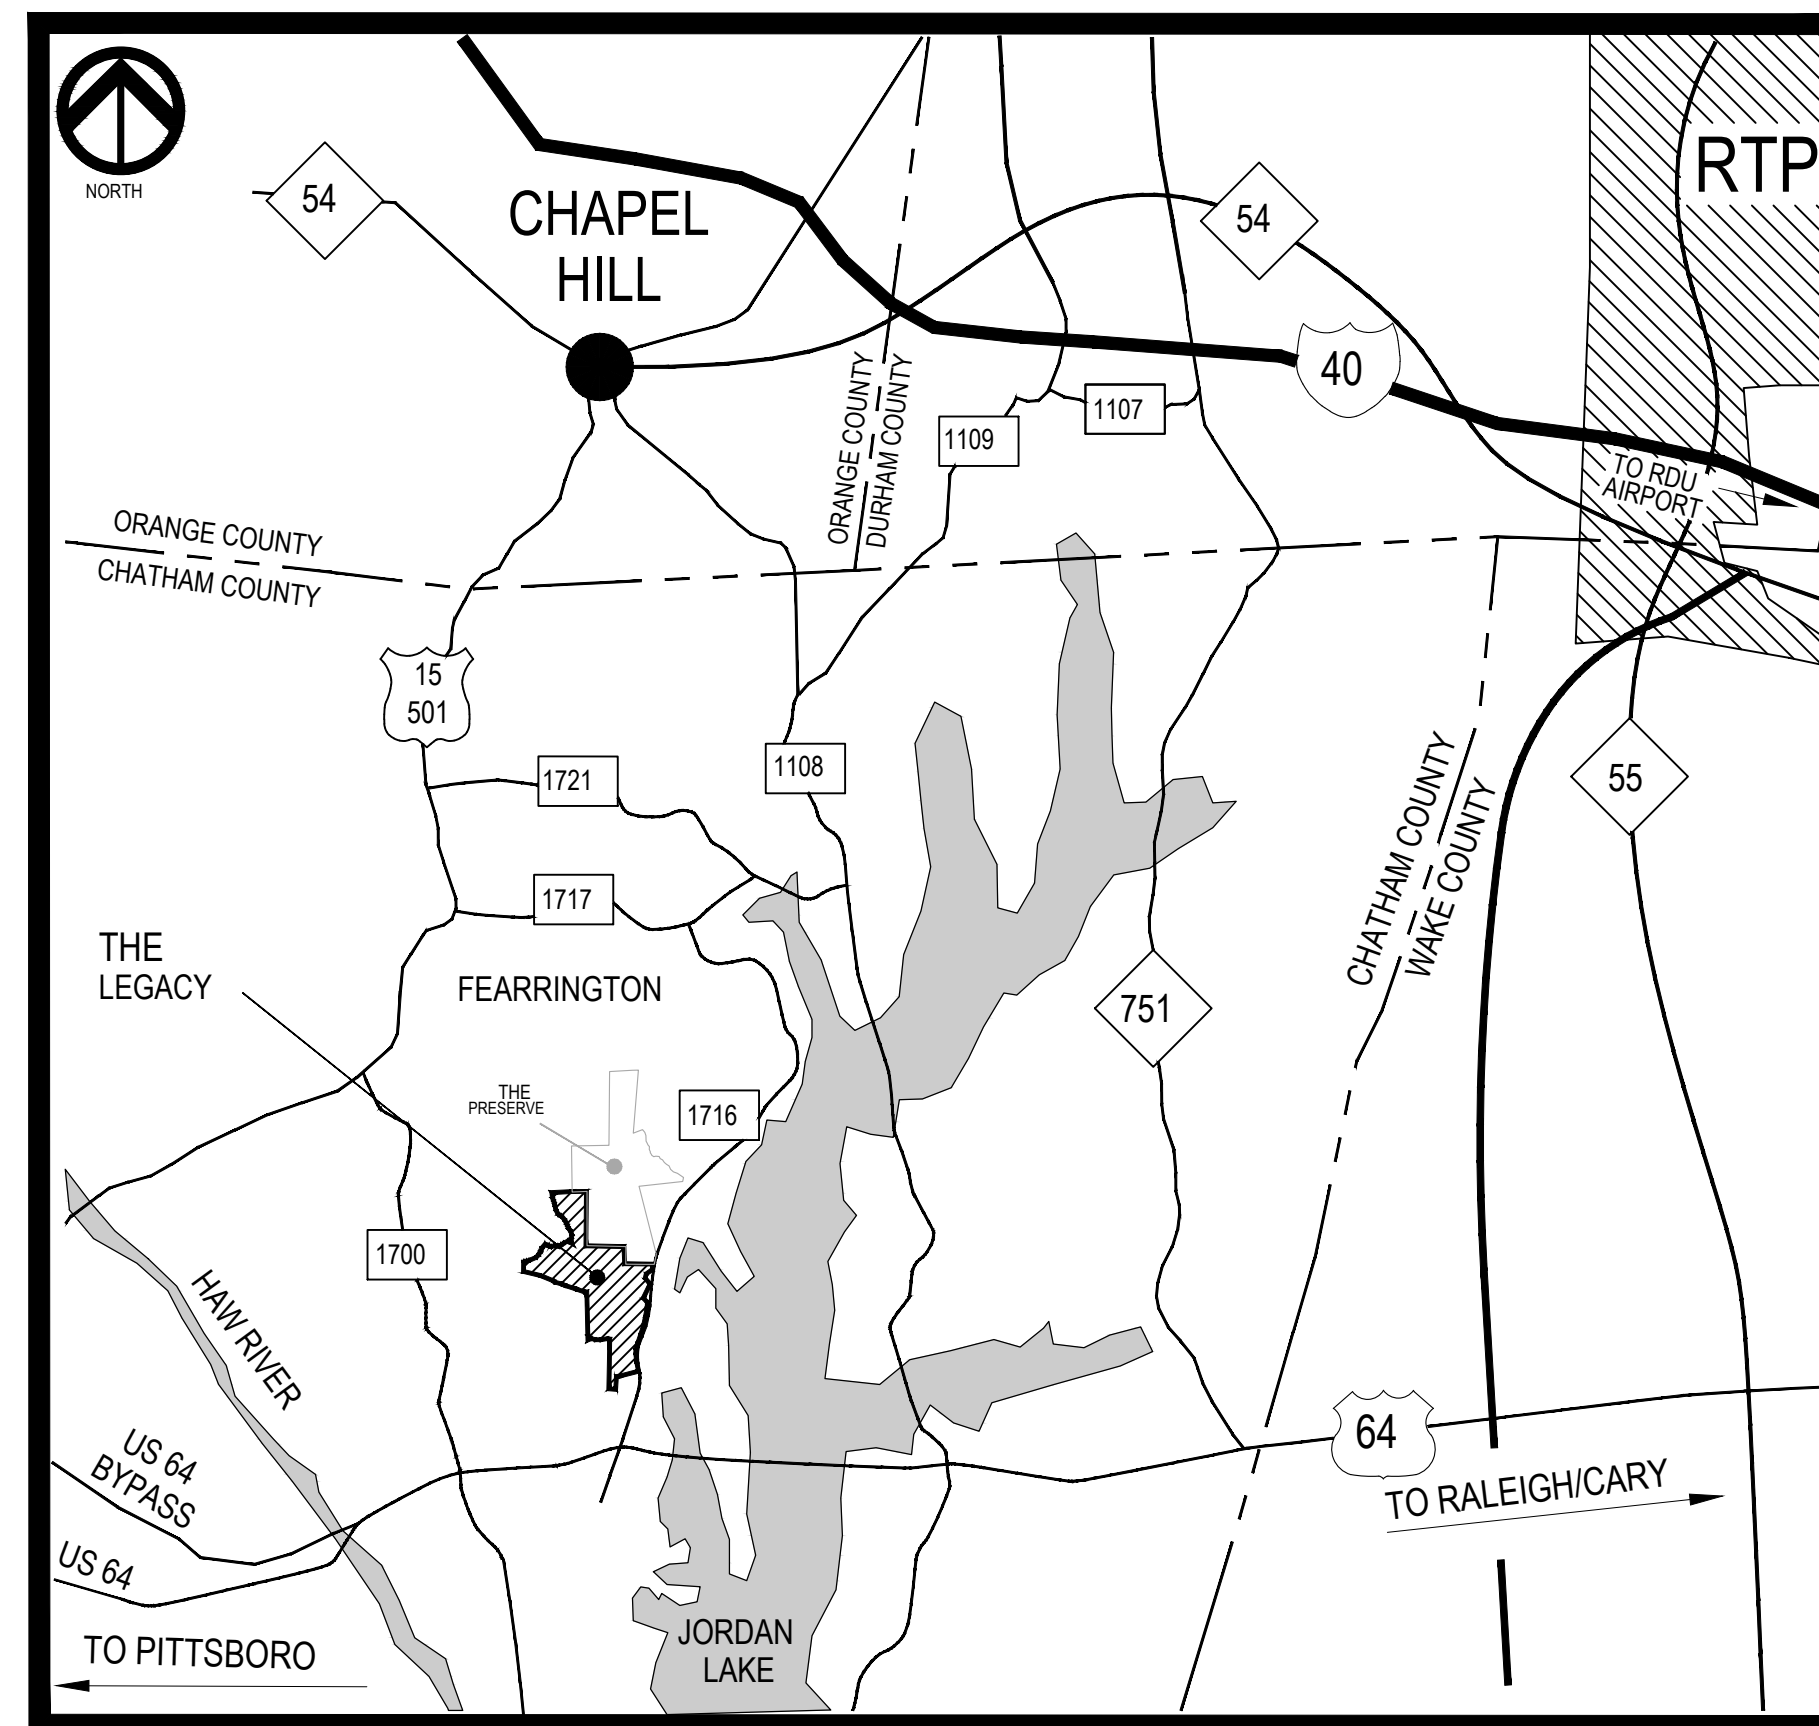 NORTH
54
CHAPEL
HILL
54
RTP
40
1107
1109
ORANGE COUNTY
DURHAM COUNTY
TO RDU
AIRPORT
ORANGE COUNTY
CHATHAM COUNTY
15
501
1721
1108
CHATHAM COUNTY
WAKE COUNTY
55
1717
THE
LEGACY
FEARRINGTON
751
THE
PRESERVE
1716
1700
HAW RIVER
US 64
BYPASS
64
TO RALEIGH/CARY
US 64
JORDAN
LAKE
TO PITTSBORO